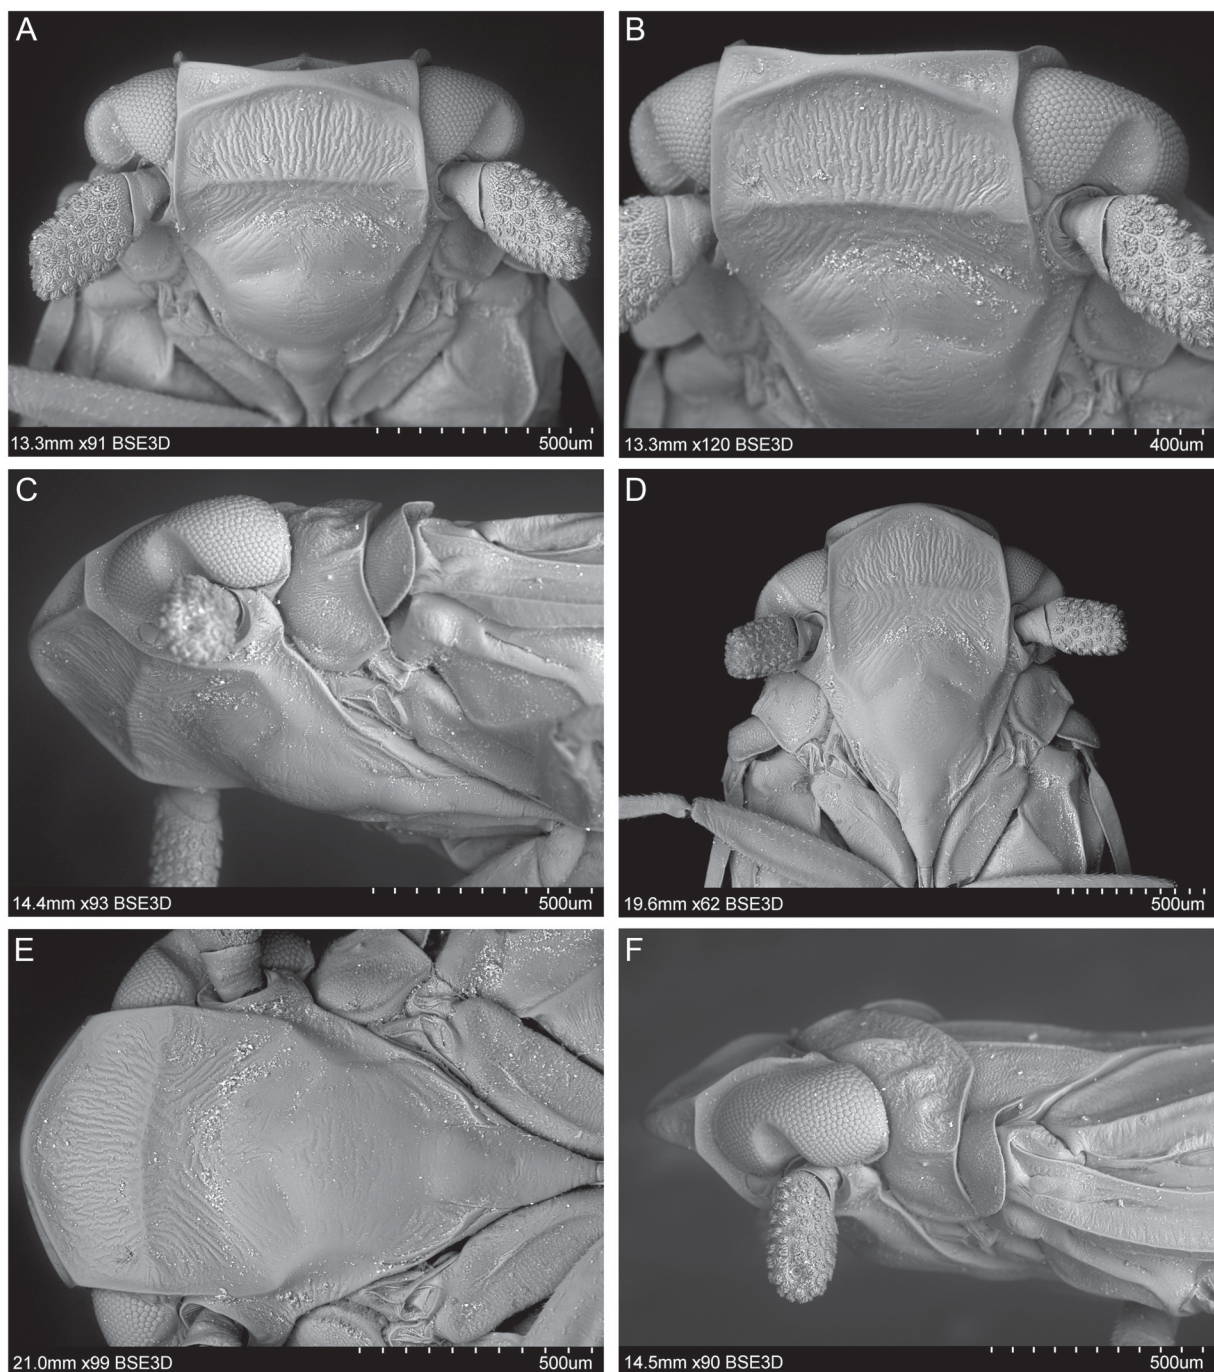 A
13.3mm x91 BSE3D 500um
B
13.3mm x120 BSE3D 400um
C
14.4mm x93 BSE3D 500um
D
19.6mm x62 BSE3D 500um
E
21.0mm x99 BSE3D 500um
F
14.5mm x90 BSE3D 500um